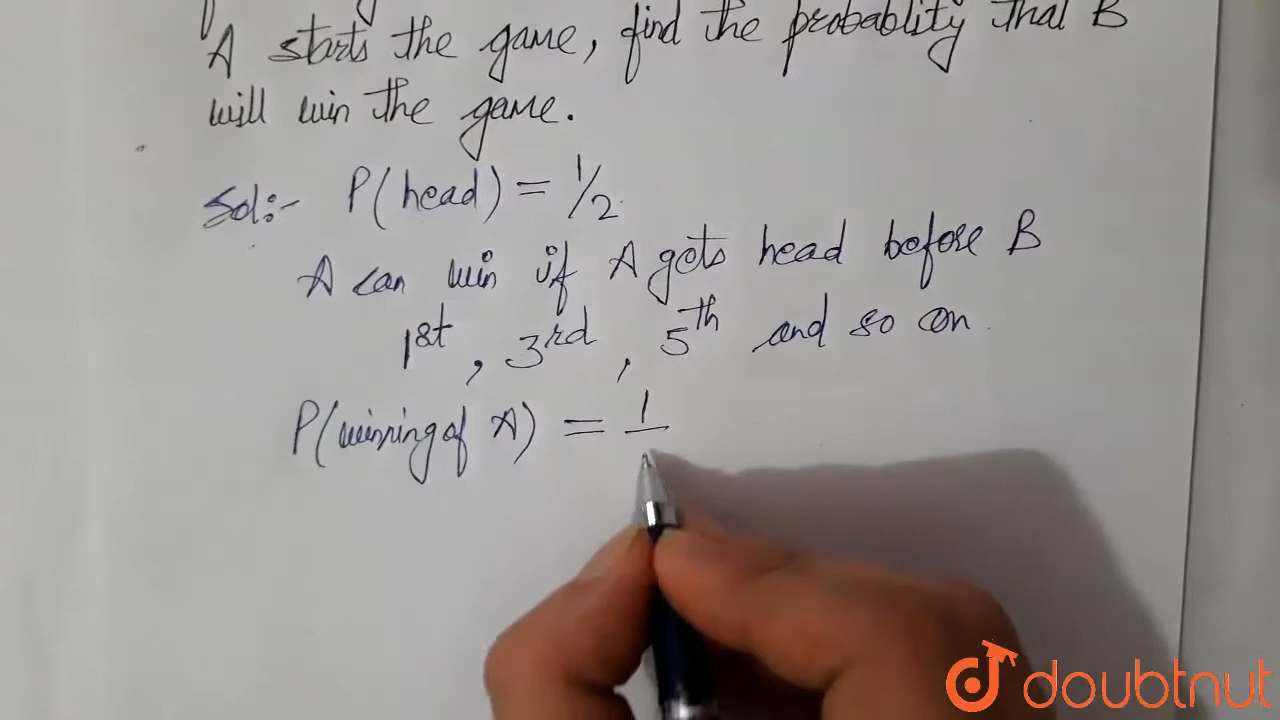 A starts the game, find the probablity that B
will win the game.
Sol:- P(head) = 1/2
A can win if A gets head before B
1st, 3rd, 5th and so on.
P(winning of A) = 1
doubtnut